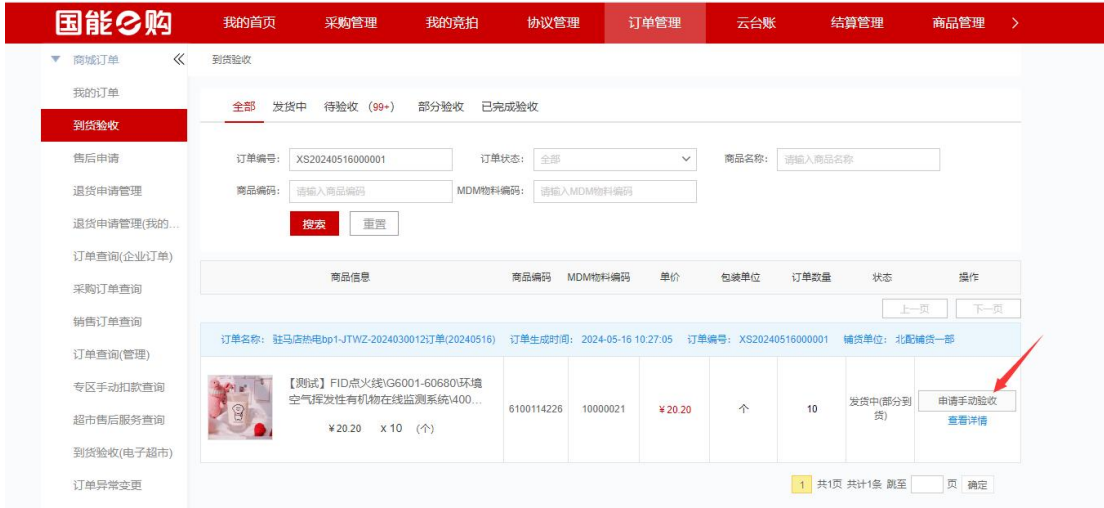 国能e购 我的首页 采购管理 我的竞拍 协议管理 订单管理 云台账 结算管理 商品管理 >
▼ 商城订单 «
我的订单
到货验收
售后申请
退货申请管理
退货申请管理(我的...
订单查询(企业订单)
采购订单查询
销售订单查询
订单查询(管理)
专区手动扣款查询
超市售后服务查询
到货验收(电子超市)
订单异常变更
到货验收
全部 发货中 待验收 (99+) 部分验收 已完成验收
订单编号: XS20240516000001 订单状态: 全部 商品名称: 请输入商品名称
商品编码: 请输入商品编码 MDM物料编码: 请输入MDM物料编码
搜索 重置
商品信息 商品编码 MDM物料编码 单价 包装单位 订单数量 状态 操作
上一页 下一页
订单名称: 驻马店热电bp1-JTWZ-2024030012订单(20240516) 订单生成时间: 2024-05-16 10:27:05 订单编号: XS20240516000001 铺货单位: 北配铺货一部
【测试】FID点火线\G6001-60680\环境
空气挥发性有机物在线监测系统\400...
¥20.20 x 10 (个)
6100114226 10000021 ¥20.20 个 10
发货中(部分到
货)
申请手动验收
查看详情
1 共1页 共计1条 跳至 页 确定